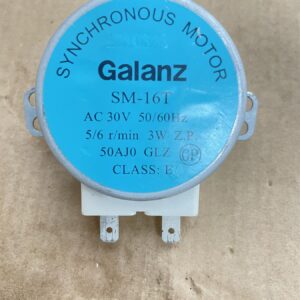 SYNCHRONOUS MOTOR
Galanz
SM-16T
AC 30V 50/60Hz
5/6 r/min 3W Z.P.
50AJ0 GLZ
CLASS: E